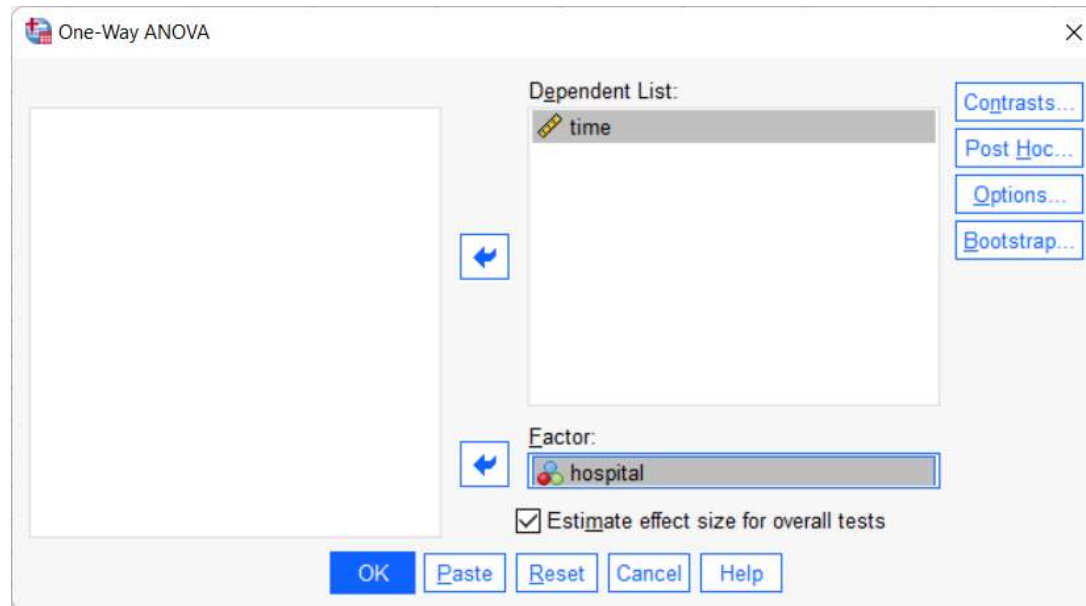 One-Way ANOVA
Dependent List:
time
Contrasts...
Post Hoc...
Options...
Bootstrap...
Factor:
hospital
Estimate effect size for overall tests
OK Paste Reset Cancel Help